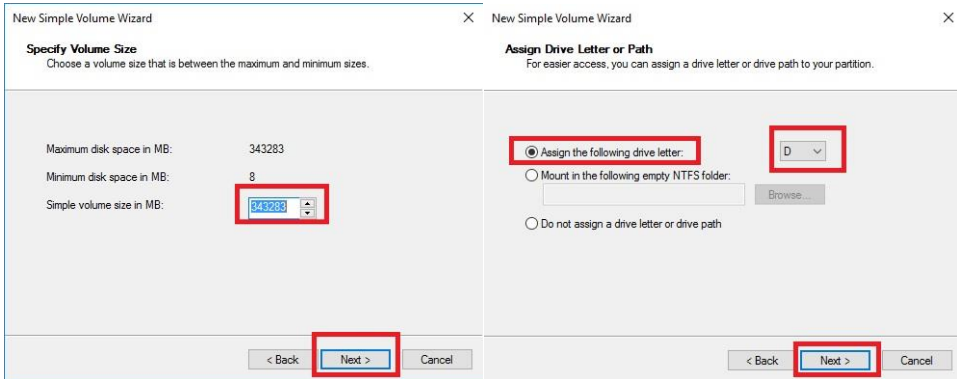 New Simple Volume Wizard
Specify Volume Size
Choose a volume size that is between the maximum and minimum sizes.
Maximum disk space in MB: 343283
Minimum disk space in MB: 8
Simple volume size in MB: 343283
< Back Next > Cancel
New Simple Volume Wizard
Assign Drive Letter or Path
For easier access, you can assign a drive letter or drive path to your partition.
Assign the following drive letter: D
Mount in the following empty NTFS folder:
Browse...
Do not assign a drive letter or drive path
< Back Next > Cancel